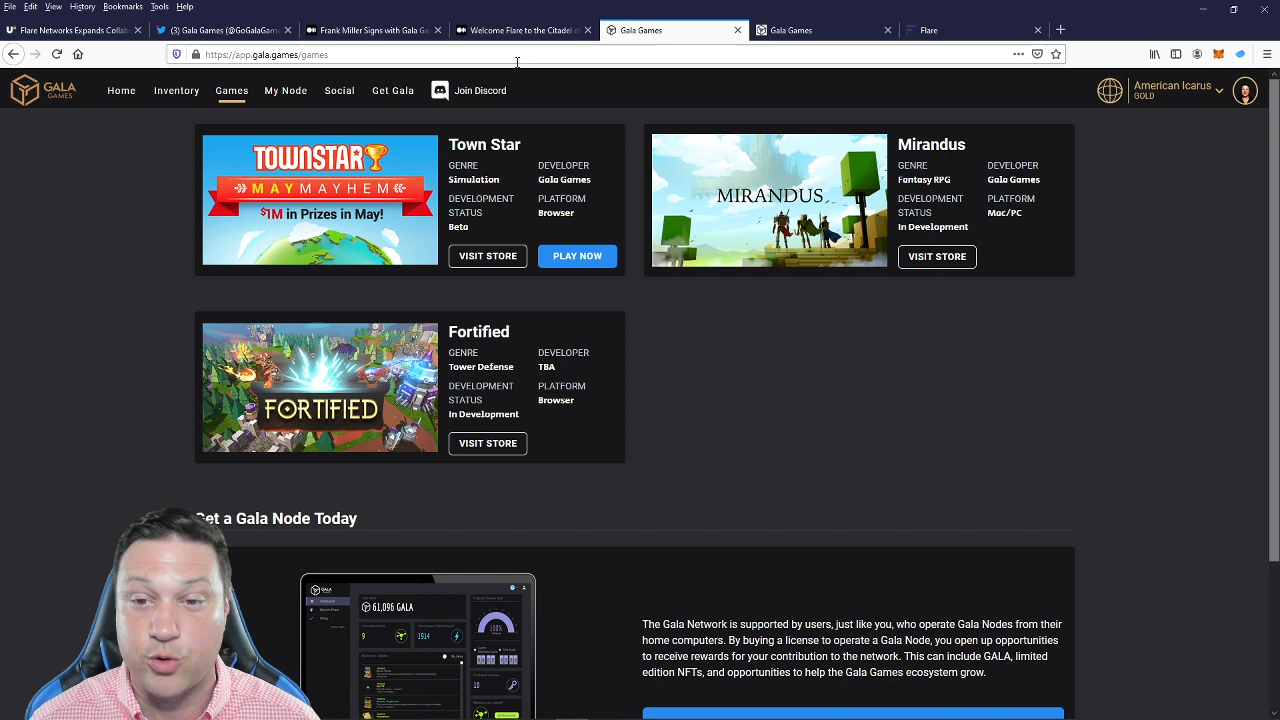 File Edit View History Bookmarks Tools Help
Flare Networks Expands Collab
(3) Gala Games (@GoGalaGam
Frank Miller Signs with Gala Ga
Welcome Flare to the Citadel o
Gala Games
Gala Games
Flare
https://app.gala.games/games
GALA GAMES
Home Inventory Games My Node Social Get Gala Join Discord
American Icarus
GOLD
TOWNSTAR
MAY MAYHEM
$1M in Prizes in May!
Town Star
GENRE DEVELOPER
Simulation Gala Games
DEVELOPMENT STATUS PLATFORM
Beta Browser
VISIT STORE PLAY NOW
MIRANDUS
Mirandus
GENRE DEVELOPER
Fantasy RPG Gala Games
DEVELOPMENT STATUS PLATFORM
In Development Mac/PC
VISIT STORE
FORTIFIED
Fortified
GENRE DEVELOPER
Tower Defense TBA
DEVELOPMENT STATUS PLATFORM
In Development Browser
VISIT STORE
Get a Gala Node Today
GALA
61,096 GALA
9
1914
100%
10
The Gala Network is supported by users, just like you, who operate Gala Nodes from their
home computers. By buying a license to operate a Gala Node, you open up opportunities
to receive rewards for your contribution to the network. This can include GALA, limited
edition NFTs, and opportunities to help the Gala Games ecosystem grow.